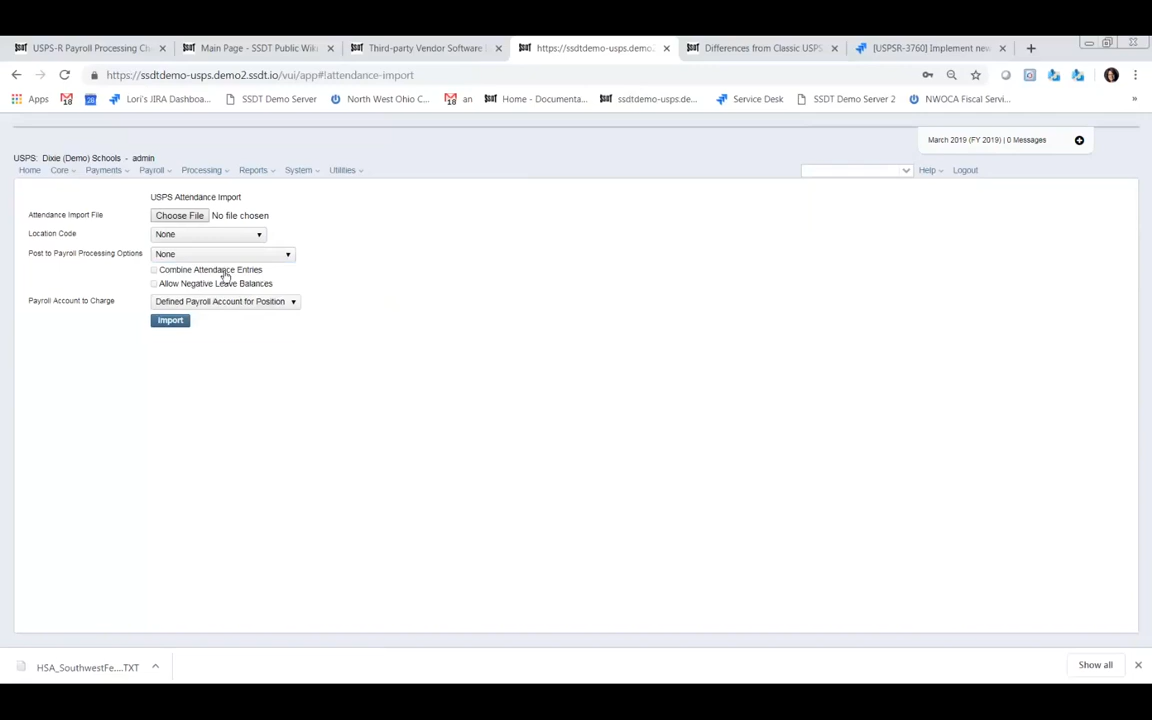 USPS-R Payroll Processing Ch
Main Page - SSDT Public Wiki
Third-party Vendor Software
https://ssdtdemo-usps.demo2.
Differences from Classic USPS
[USPSR-3760] Implement new
https://ssdtdemo-usps.demo2.ssdt.io/vui/app#!attendance-import
Apps
Lori's JIRA Dashboa...
SSDT Demo Server
North West Ohio C...
an
Home - Documenta...
ssdtdemo-usps.de...
Service Desk
SSDT Demo Server 2
NWOCA Fiscal Servi...
»
March 2019 (FY 2019) | 0 Messages
USPS: Dixie (Demo) Schools - admin
Home Core Payments Payroll Processing Reports System Utilities Help Logout
USPS Attendance Import
Attendance Import File Choose File No file chosen
Location Code None
Post to Payroll Processing Options None
Combine Attendance Entries
Allow Negative Leave Balances
Payroll Account to Charge Defined Payroll Account for Position
Import
HSA_SouthwestFe....TXT
Show all